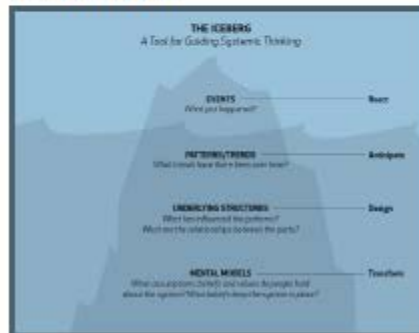 THE ICEBERG
A Tool for Guiding Systemic Thinking
EVENTS React
What just happened?
PATTERNS/TRENDS Anticipate
What trends have there been over time?
UNDERLYING STRUCTURES Design
What has influenced the patterns?
What are the relationships between the parts?
MENTAL MODELS Transform
What assumptions, beliefs and values do people hold
about the system? What beliefs keep the system in place?